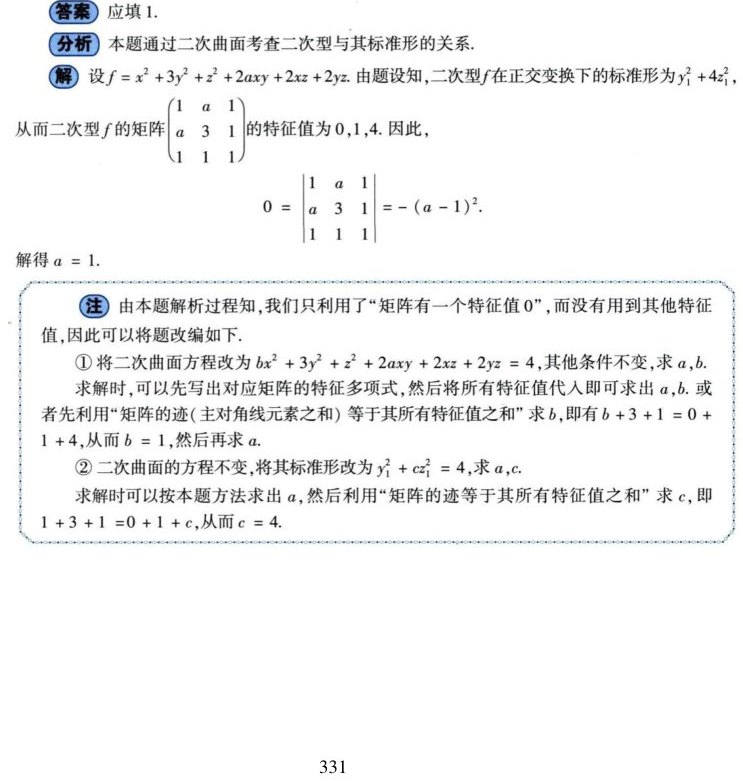 答案 应填 1.
分析 本题通过二次曲面考查二次型与其标准形的关系.
解 设 f = x² + 3y² + z² + 2axy + 2xz + 2yz. 由题设知,二次型 f 在正交变换下的标准形为 y₁² + 4z₁²,
从而二次型 f 的矩阵 (1 a 1; a 3 1; 1 1 1) 的特征值为 0,1,4. 因此,
0 = |1 a 1; a 3 1; 1 1 1| = - (a - 1)².
解得 a = 1.
注 由本题解析过程知,我们只利用了“矩阵有一个特征值 0”,而没有用到其他特征
值,因此可以将题改编如下.
① 将二次曲面方程改为 bx² + 3y² + z² + 2axy + 2xz + 2yz = 4,其他条件不变,求 a,b.
求解时,可以先写出对应矩阵的特征多项式,然后将所有特征值代入即可求出 a,b. 或
者先利用“矩阵的迹(主对角线元素之和) 等于其所有特征值之和” 求 b,即有 b + 3 + 1 = 0 +
1 + 4,从而 b = 1,然后再求 a.
② 二次曲面的方程不变,将其标准形改为 y₁² + cz₁² = 4,求 a,c.
求解时可以按本题方法求出 a,然后利用“矩阵的迹等于其所有特征值之和” 求 c,即
1 + 3 + 1 =0 + 1 + c,从而 c = 4.
331